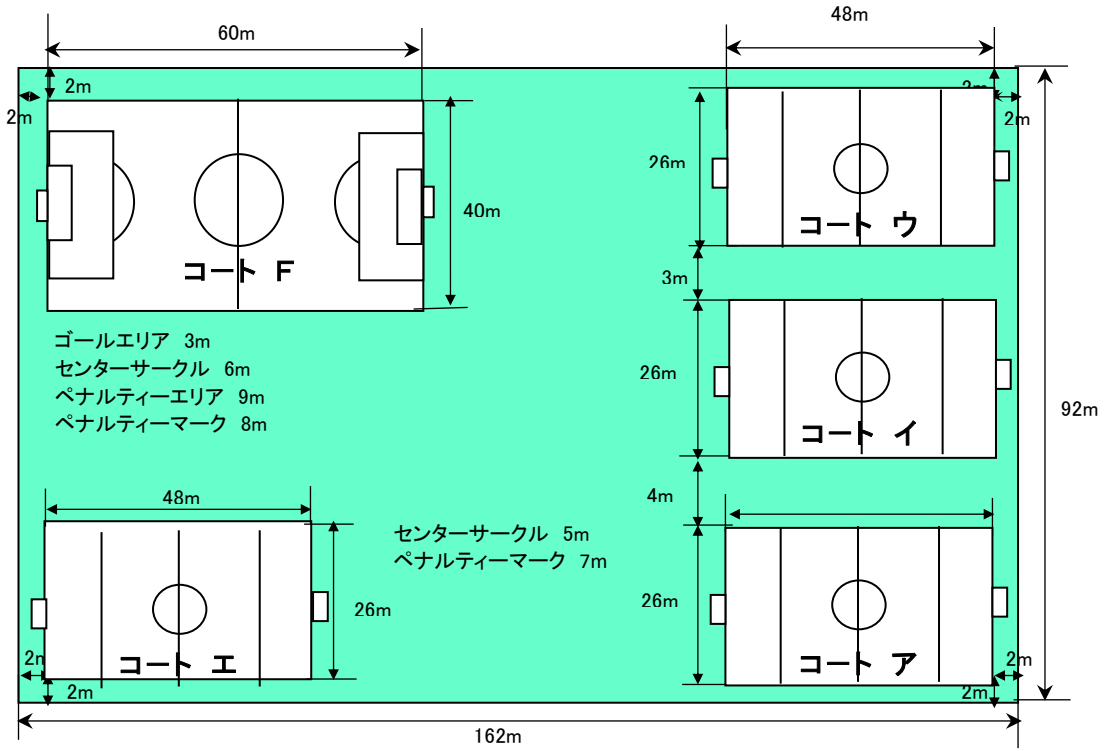 48m
60m
2m
2m
2m
2m
26m
40m
コート ウ
コート F
3m
ゴールエリア 3m
センターサークル 6m
ペナルティーエリア 9m
ペナルティーマーク 8m
26m
92m
コート イ
4m
48m
センターサークル 5m
ペナルティーマーク 7m
26m
26m
コート エ
コート ア
2m
2m
2m
2m
162m